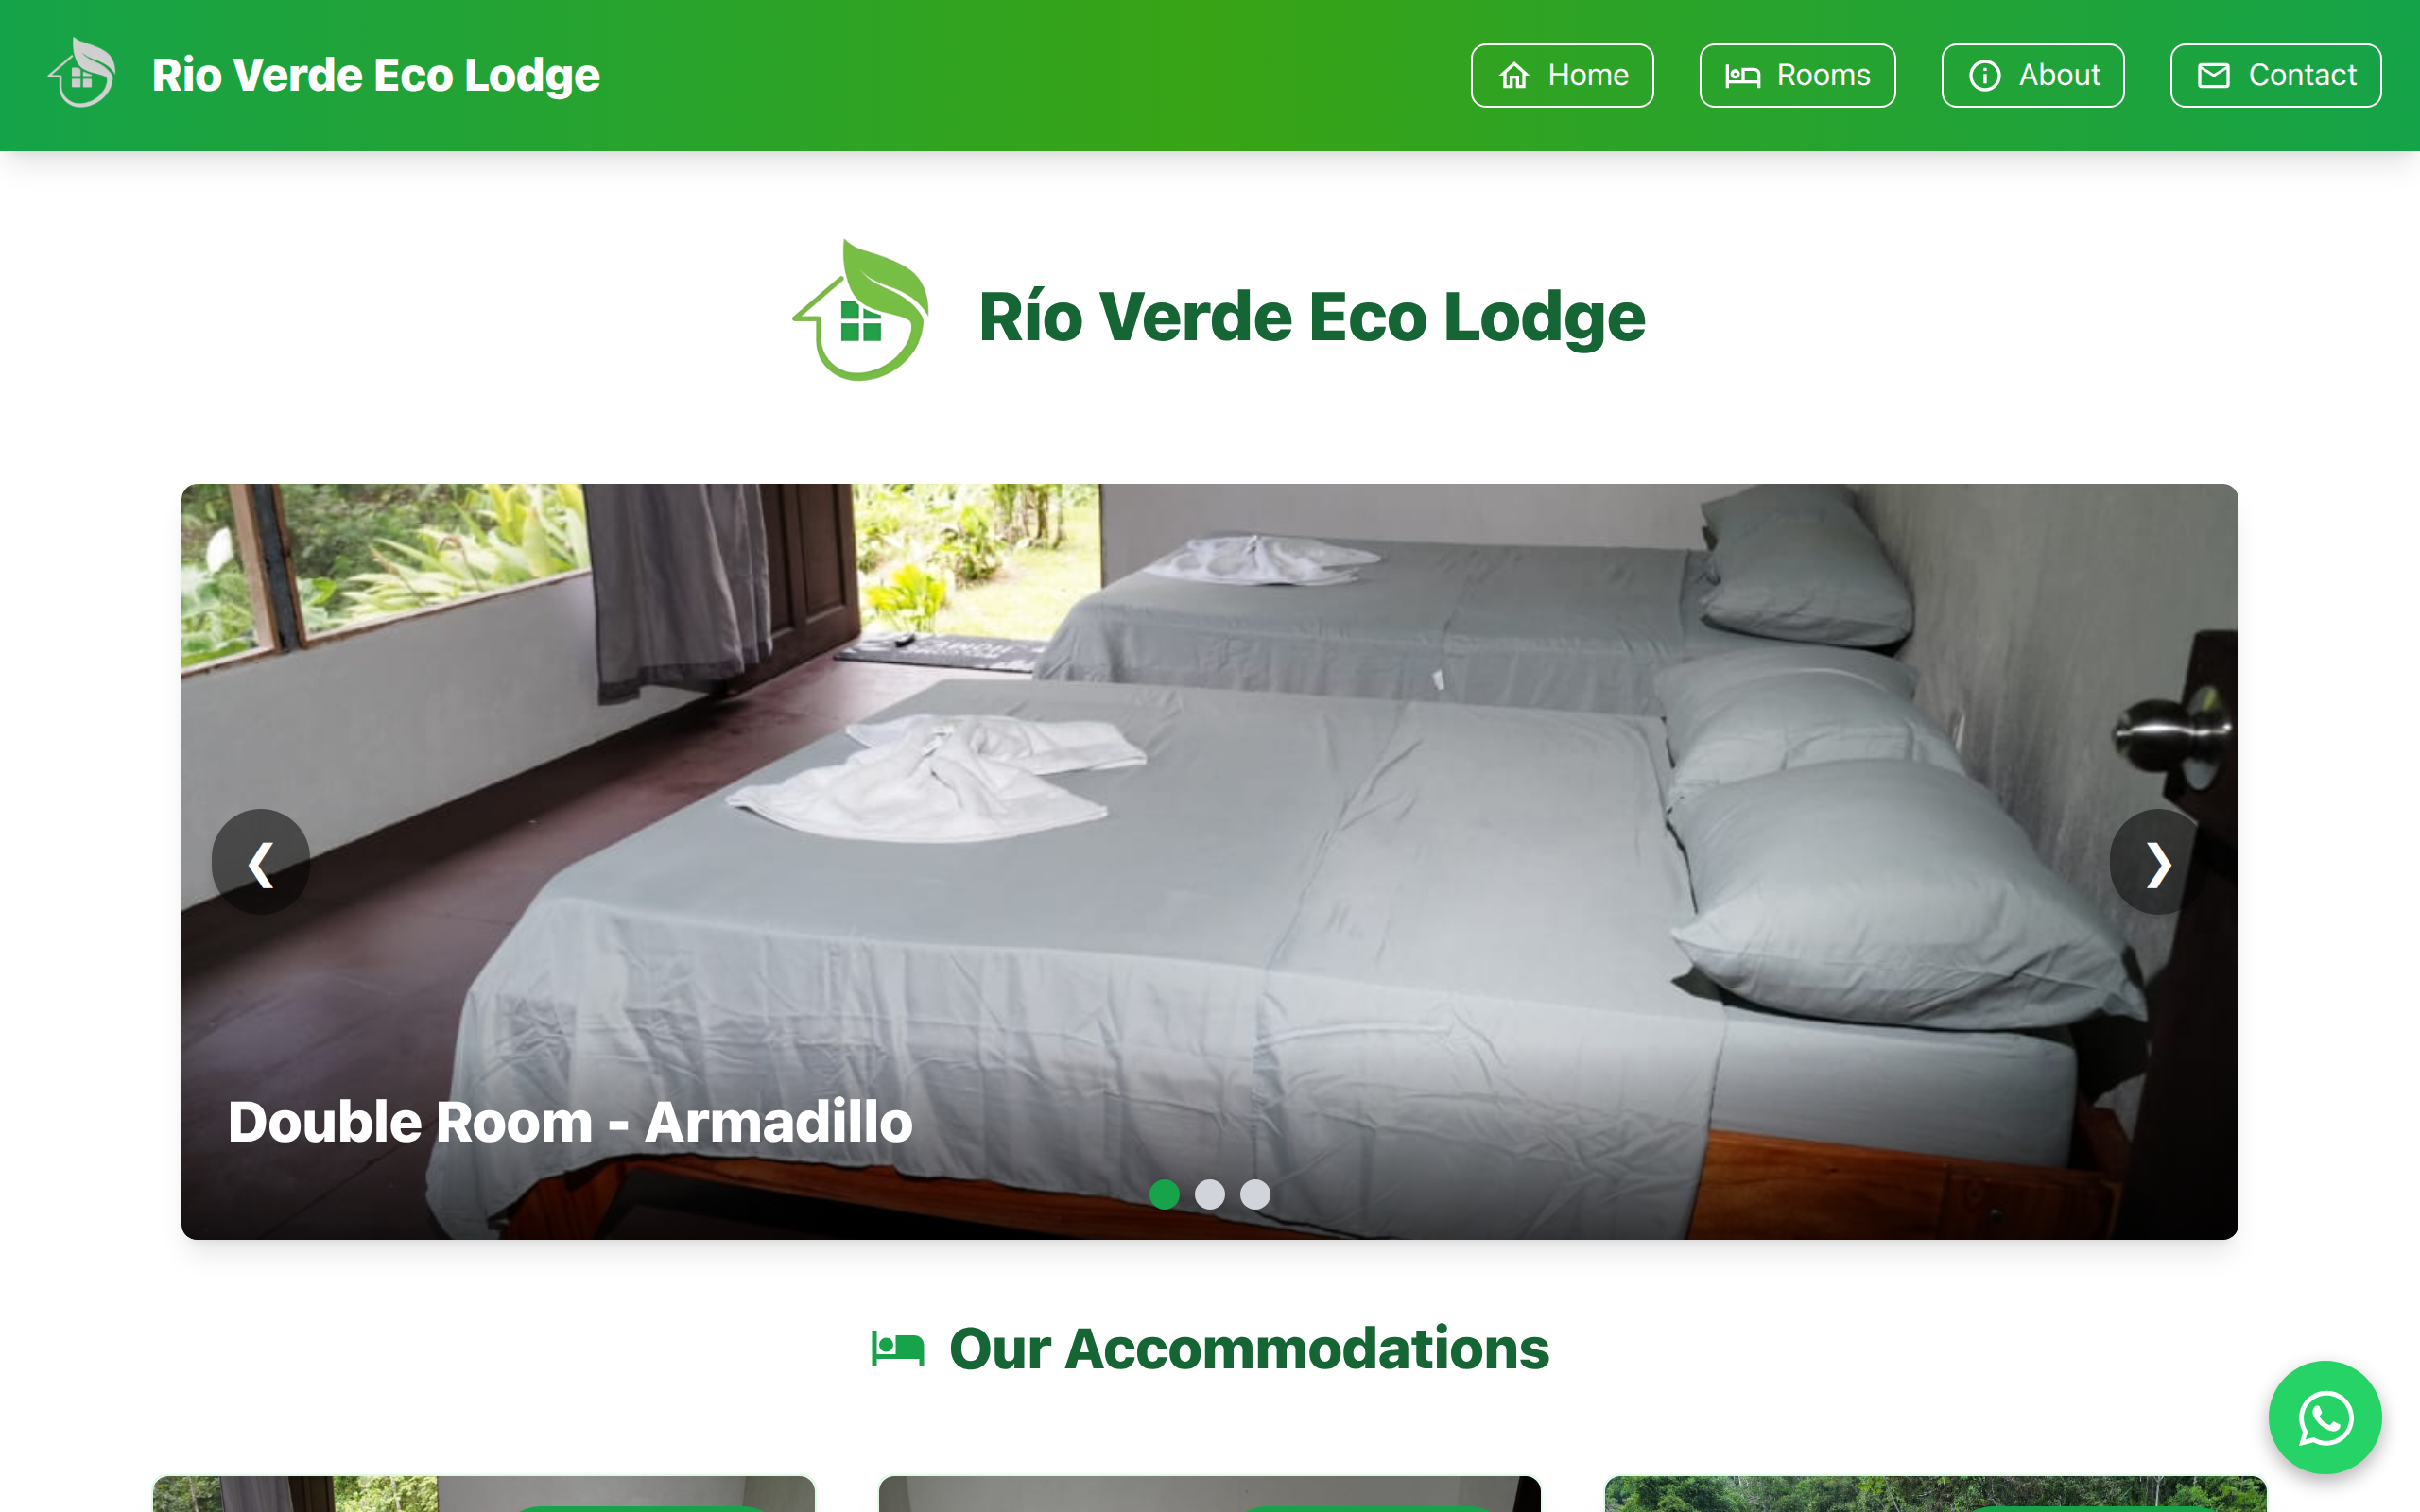 Rio Verde Eco Lodge
Home
Rooms
About
Contact
Río Verde Eco Lodge
❮
❯
Double Room - Armadillo
Our Accommodations